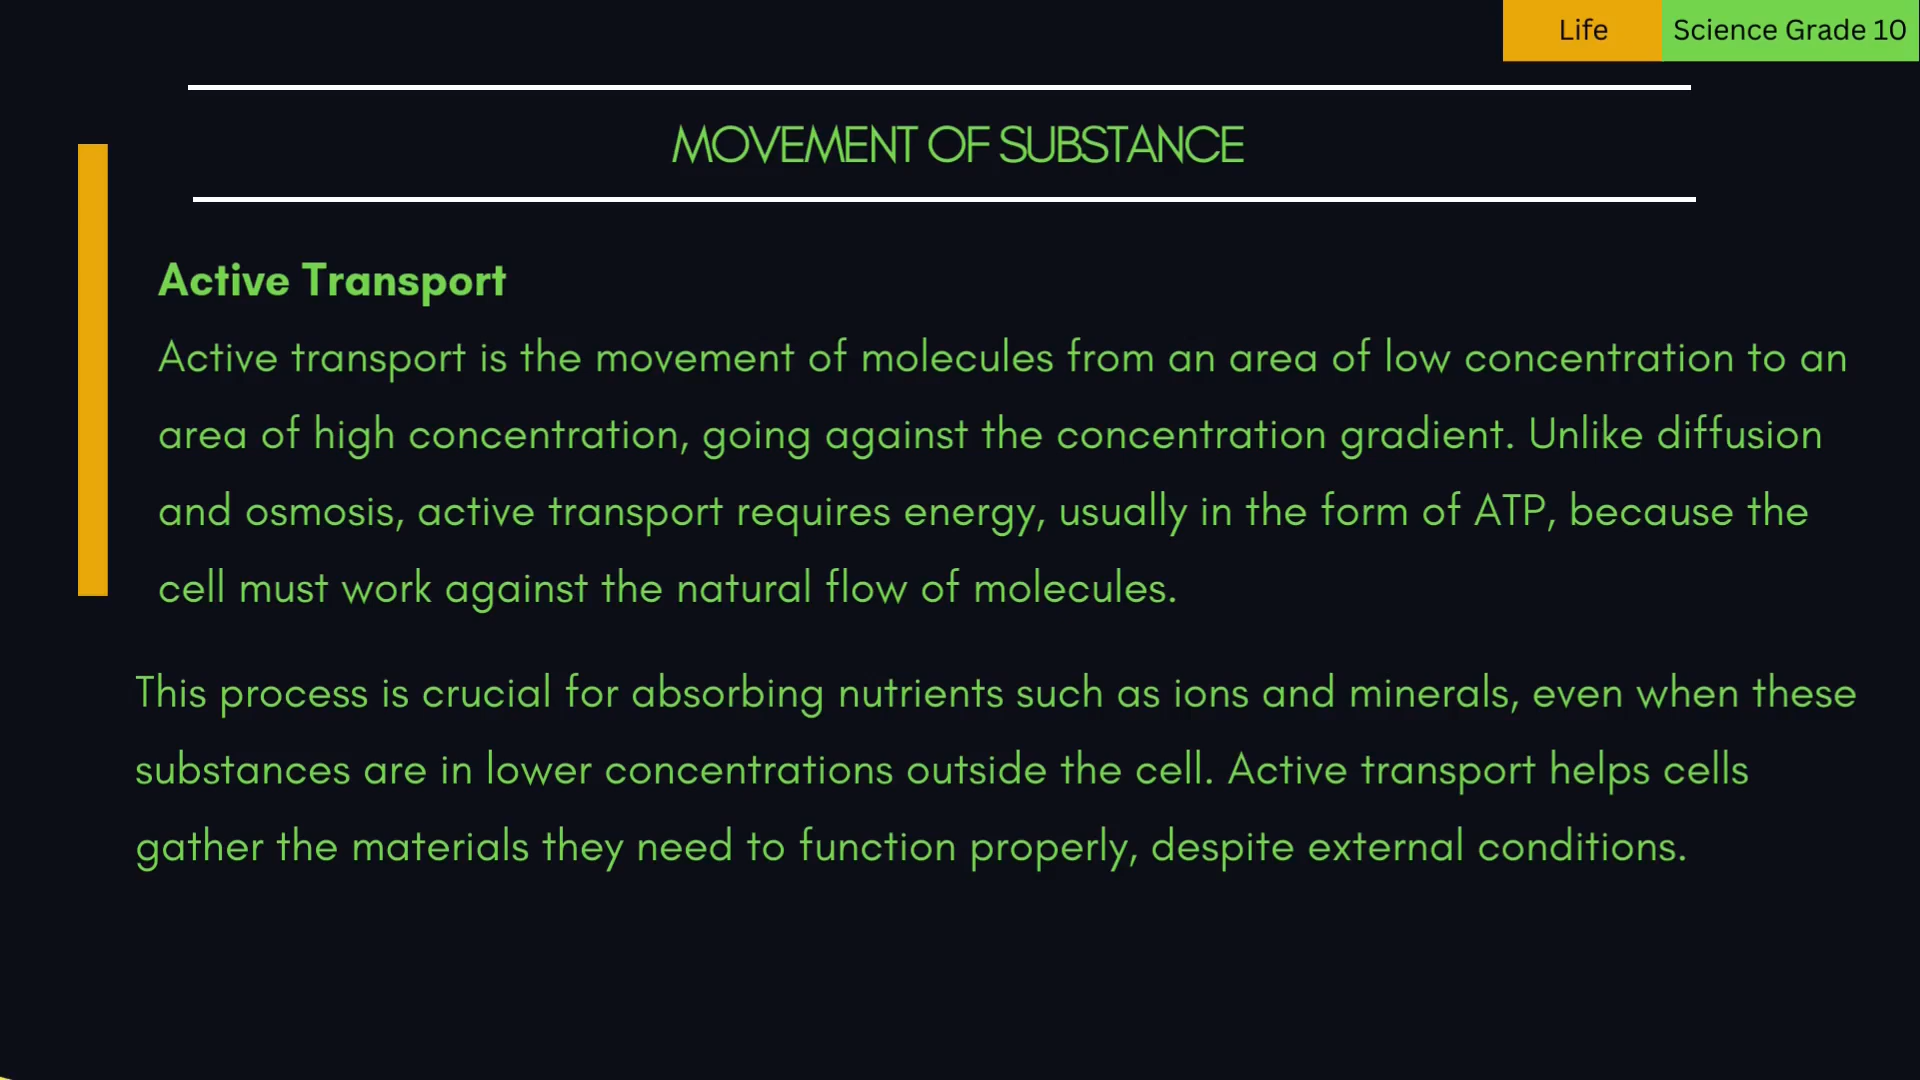 Life Science Grade 10
MOVEMENT OF SUBSTANCE
Active Transport
Active transport is the movement of molecules from an area of low concentration to an
area of high concentration, going against the concentration gradient. Unlike diffusion
and osmosis, active transport requires energy, usually in the form of ATP, because the
cell must work against the natural flow of molecules.
This process is crucial for absorbing nutrients such as ions and minerals, even when these
substances are in lower concentrations outside the cell. Active transport helps cells
gather the materials they need to function properly, despite external conditions.